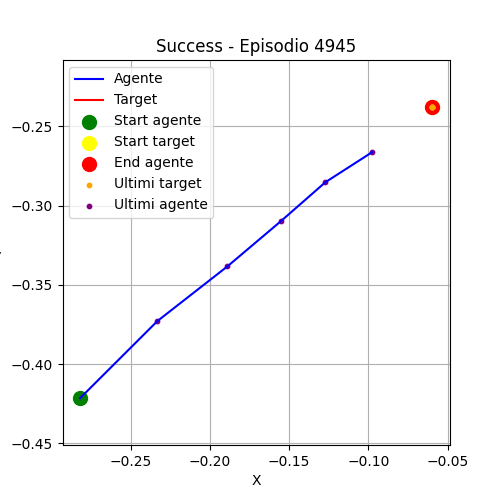 Success - Episodio 4945
Agente
Target
Start agente
Start target
End agente
Ultimi target
Ultimi agente
−0.25
−0.30
−0.35
−0.40
−0.45
−0.25
−0.20
−0.15
−0.10
−0.05
X